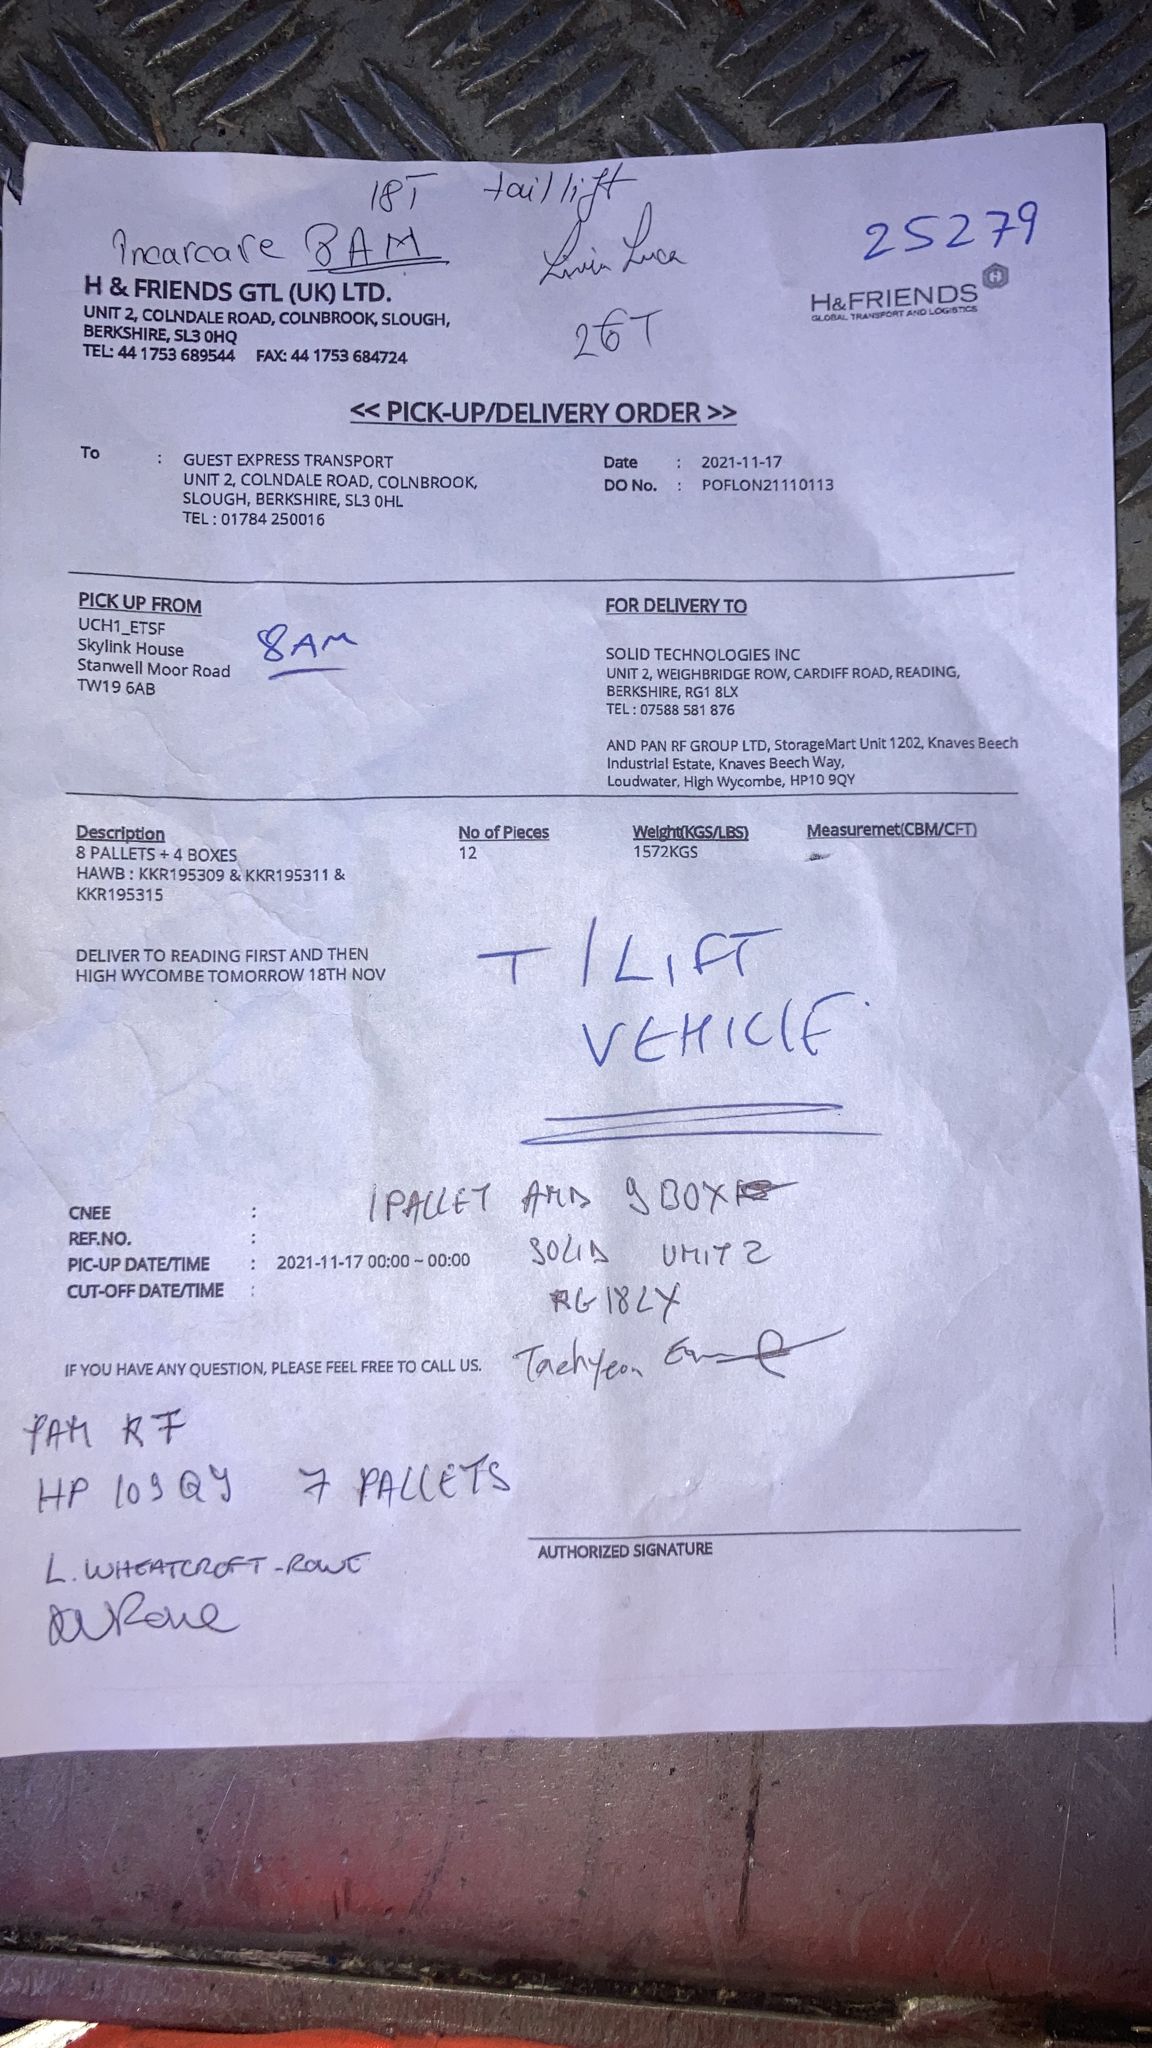 18T tail lift
Incarcare 8AM
Livin Luca
25279
26T
H & FRIENDS GTL (UK) LTD.
UNIT 2, COLNDALE ROAD, COLNBROOK, SLOUGH,
BERKSHIRE, SL3 0HQ
TEL: 44 1753 689544 FAX: 44 1753 684724
H&FRIENDS
GLOBAL TRANSPORT AND LOGISTICS
<< PICK-UP/DELIVERY ORDER >>
To : GUEST EXPRESS TRANSPORT
UNIT 2, COLNDALE ROAD, COLNBROOK,
SLOUGH, BERKSHIRE, SL3 0HL
TEL : 01784 250016
Date : 2021-11-17
DO No. : POFLON21110113
PICK UP FROM
UCH1_ETSF
Skylink House
Stanwell Moor Road
TW19 6AB
8AM
FOR DELIVERY TO
SOLID TECHNOLOGIES INC
UNIT 2, WEIGHBRIDGE ROW, CARDIFF ROAD, READING,
BERKSHIRE, RG1 8LX
TEL : 07588 581 876
AND PAN RF GROUP LTD, StorageMart Unit 1202, Knaves Beech
Industrial Estate, Knaves Beech Way,
Loudwater, High Wycombe, HP10 9QY
Description No of Pieces Weight(KGS/LBS) Measuremet(CBM/CFT)
8 PALLETS + 4 BOXES 12 1572KGS
HAWB : KKR195309 & KKR195311 &
KKR195315
DELIVER TO READING FIRST AND THEN
HIGH WYCOMBE TOMORROW 18TH NOV
T/LIFT
VEHICLE
CNEE :
REF.NO. :
PIC-UP DATE/TIME : 2021-11-17 00:00 ~ 00:00
CUT-OFF DATE/TIME :
1 PALLET AND 9 BOX
SOLID UNIT 2
RG18LX
Taehyeon
IF YOU HAVE ANY QUESTION, PLEASE FEEL FREE TO CALL US.
PAN RF
HP 109QY 7 PALLETS
L. WHEATCROFT-ROWE
AUTHORIZED SIGNATURE